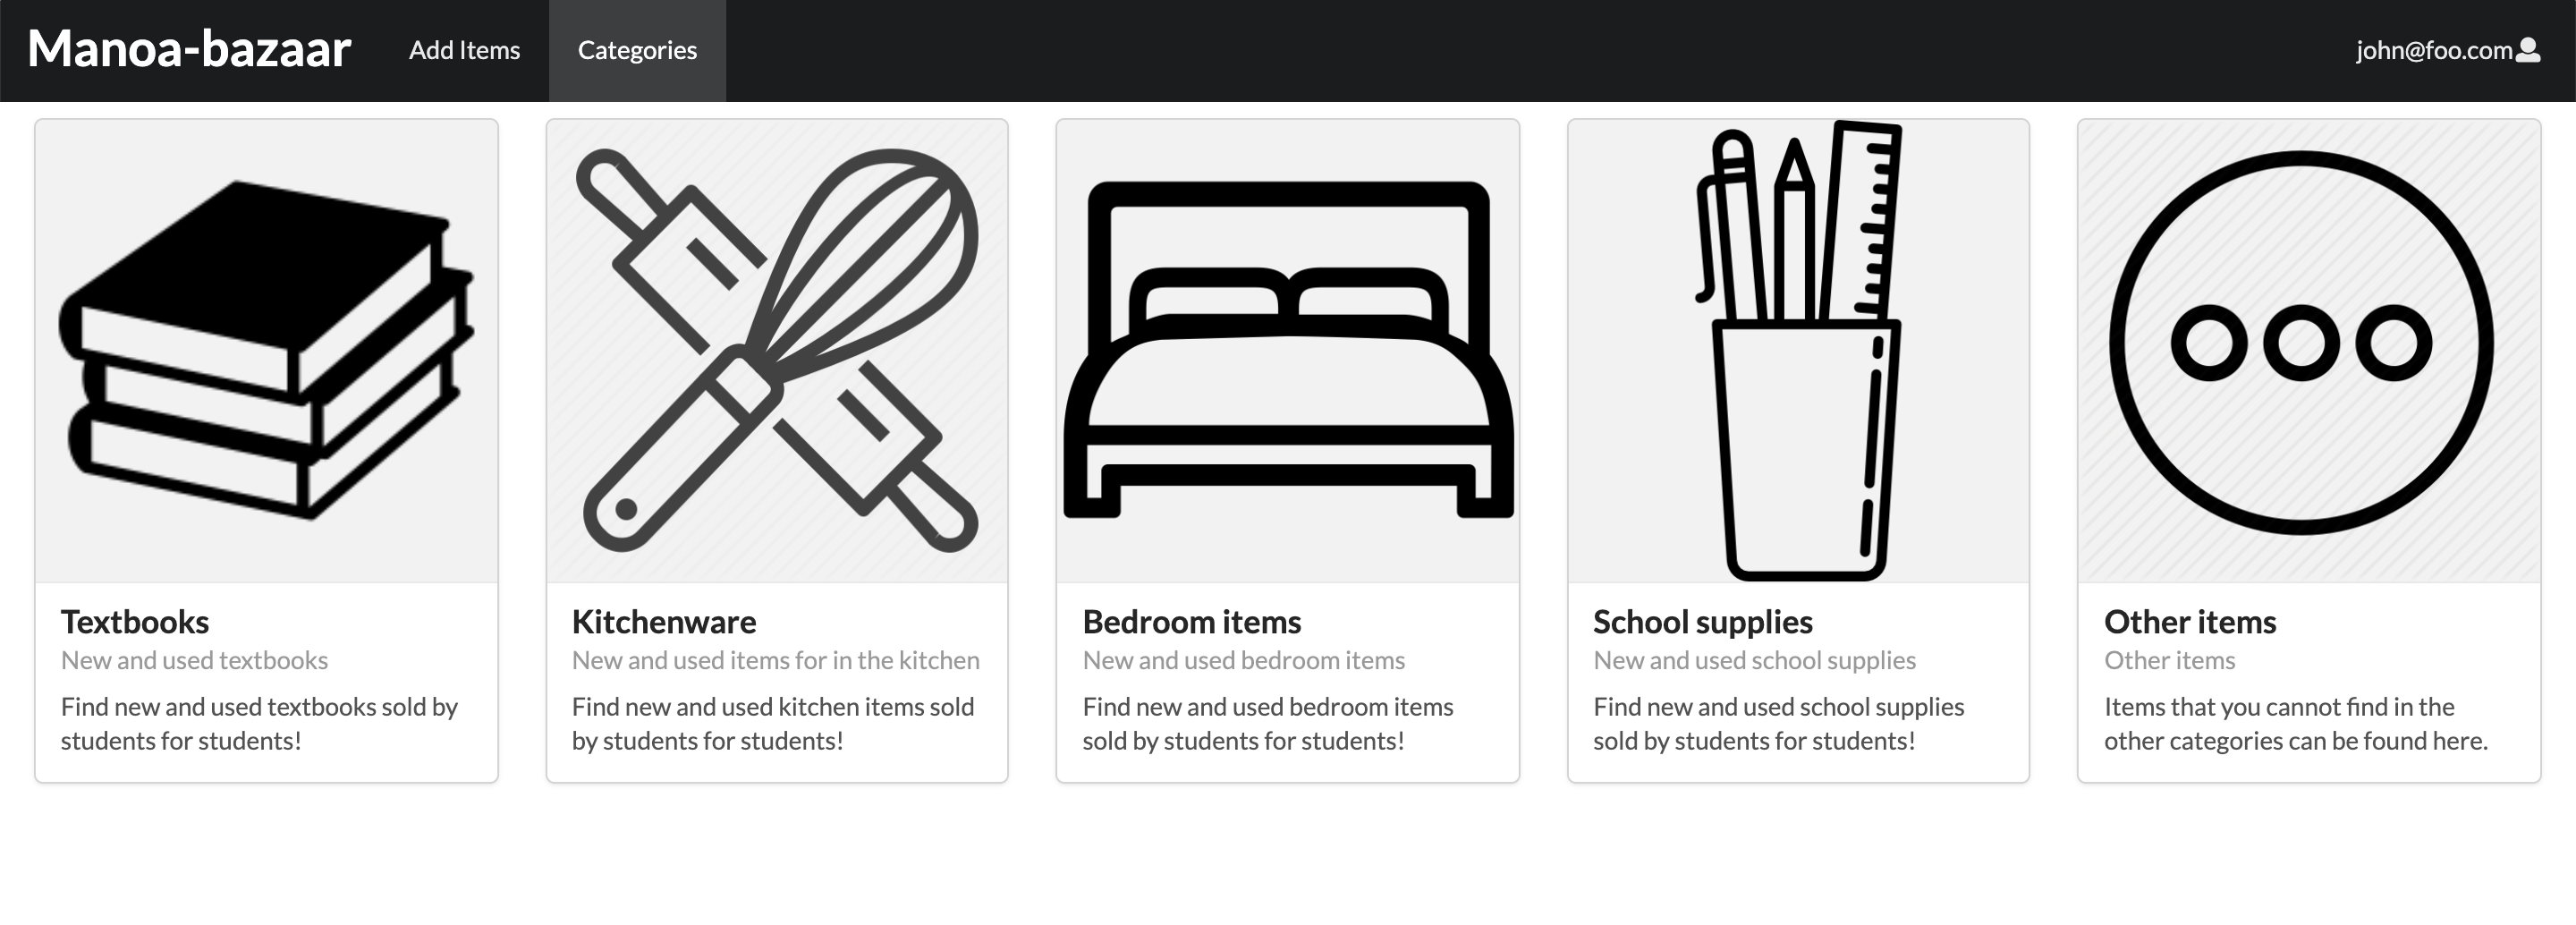 Manoa-bazaar
Add Items
Categories
john@foo.com
Textbooks
New and used textbooks
Find new and used textbooks sold by
students for students!
Kitchenware
New and used items for in the kitchen
Find new and used kitchen items sold
by students for students!
Bedroom items
New and used bedroom items
Find new and used bedroom items
sold by students for students!
School supplies
New and used school supplies
Find new and used school supplies
sold by students for students!
Other items
Other items
Items that you cannot find in the
other categories can be found here.